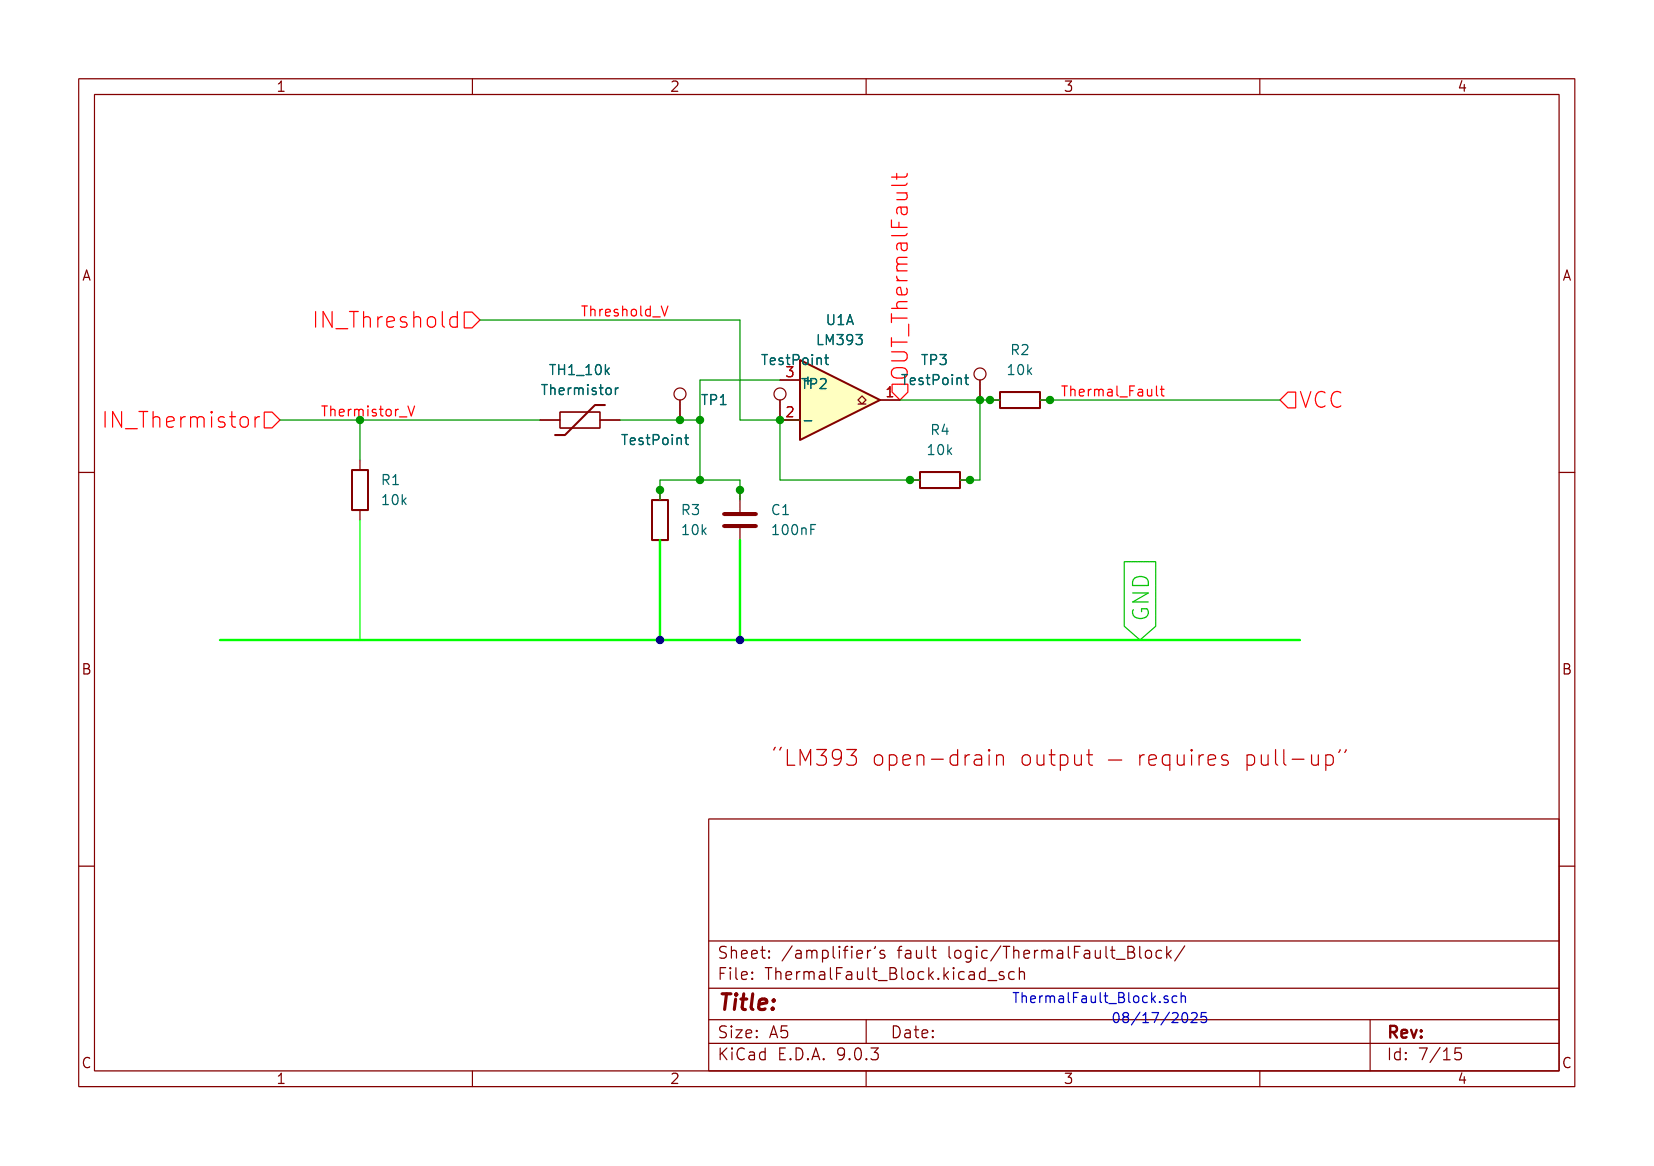 1 2 3 4
A A
OUT_ThermalFault
IN_Threshold
Threshold_V
U1A
LM393
TestPoint
TP2
3
+
2
-
1
TP3
TestPoint
R2
10k
TH1_10k
Thermistor
TP1
TestPoint
Thermal_Fault
VCC
IN_Thermistor
Thermistor_V
R4
10k
R1
10k
R3
10k
C1
100nF
GND
B B
"LM393 open-drain output — requires pull-up"
Sheet: /amplifier's fault logic/ThermalFault_Block/
File: ThermalFault_Block.kicad_sch
Title:
ThermalFault_Block.sch
08/17/2025
Size: A5 Date: Rev:
KiCad E.D.A. 9.0.3 Id: 7/15
C C
1 2 3 4